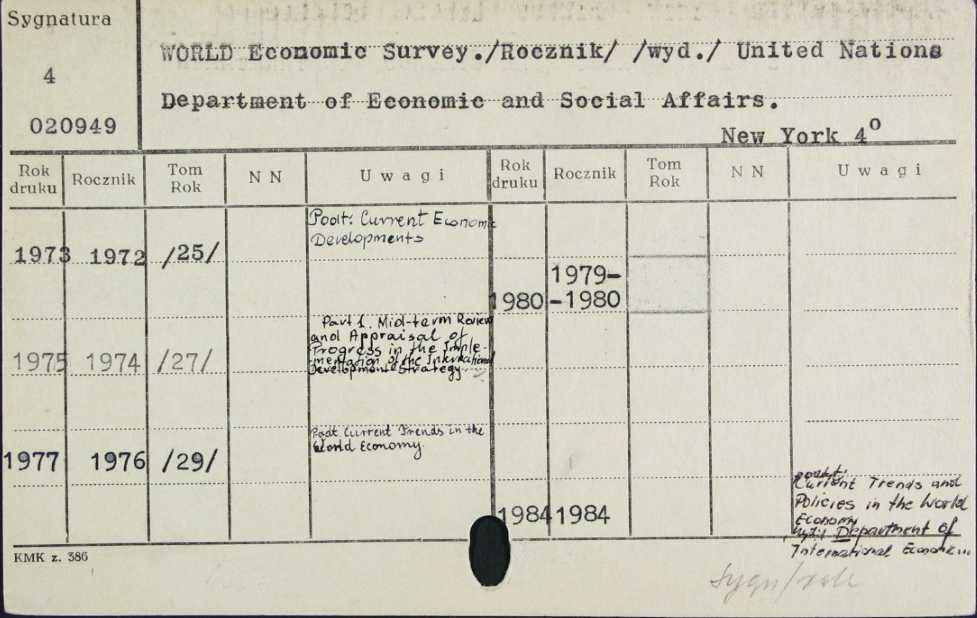 Sygnatura
4
020949
WORLD Economic Survey./Rocznik/ /wyd./ United Nations
Department of Economic and Social Affairs.
New York 4º
Rok druku Rocznik Tom Rok N N U w a g i Rok druku Rocznik Tom Rok N N U w a g i
Podt: Current Economic
Developments
1973 1972 /25/
1979-
1980 -1980
Part 1. Mid-term Review
and Appraisal of
Progress in the Imple-
mentation of the International
Development Strategy
1975 1974 /27/
Podt Current Trends in the
World Economy.
1977 1976 /29/
podt:
Current Trends and
Policies in the World
Economy
1984 1984
Department of
International Economic...
KMK z. 386